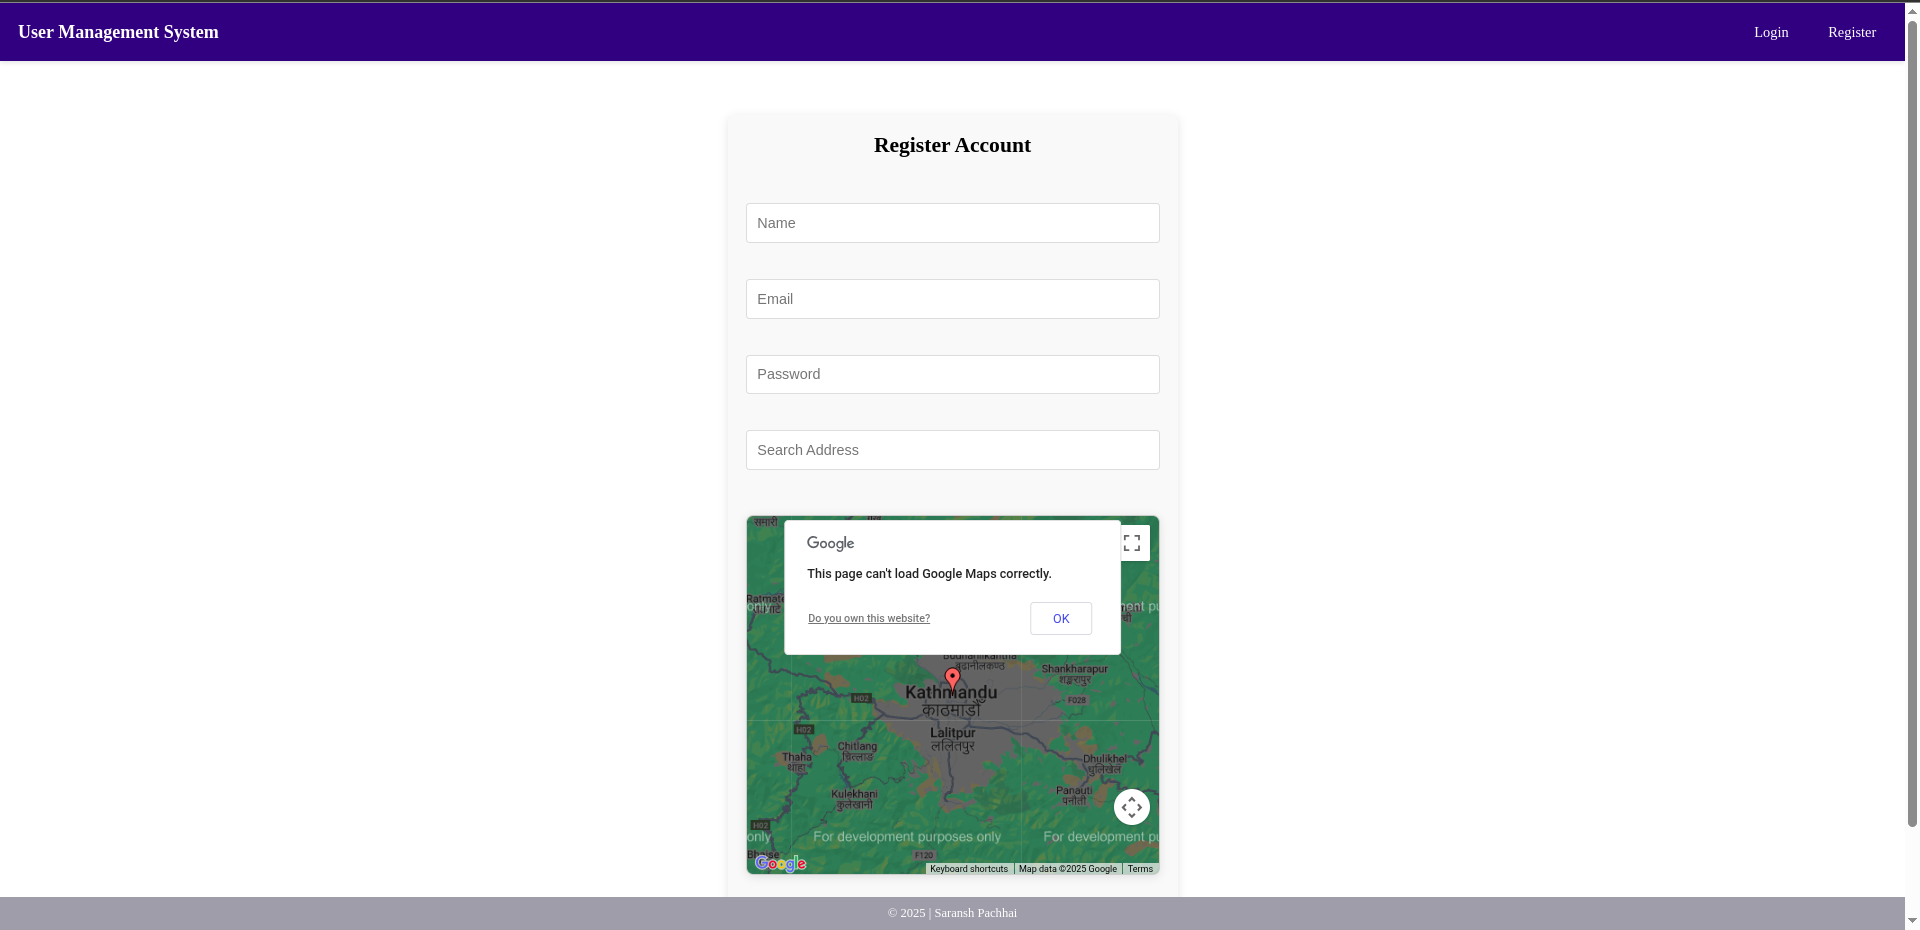 User Management System
Login
Register
Register Account
Name
Email
Password
Search Address
समारी
Google
This page can't load Google Maps correctly.
Ratmate
only
Do you own this website?
OK
Budhanilkantha
बुढानीलकण्ठ
Shankharapur
शङ्खरापुर
Kathmandu
काठमाडौँ
H02
F028
H02
Lalitpur
ललितपुर
Chitlang
चित्लाङ
Thaha
थाहा
Dhulikhel
धुलिखेल
Kulekhani
कुलेखानी
Panauti
पनौती
H02
only
For development purposes only
For development pu
Bhaise
F120
Google
Keyboard shortcuts
Map data ©2025 Google
Terms
© 2025 | Saransh Pachhai